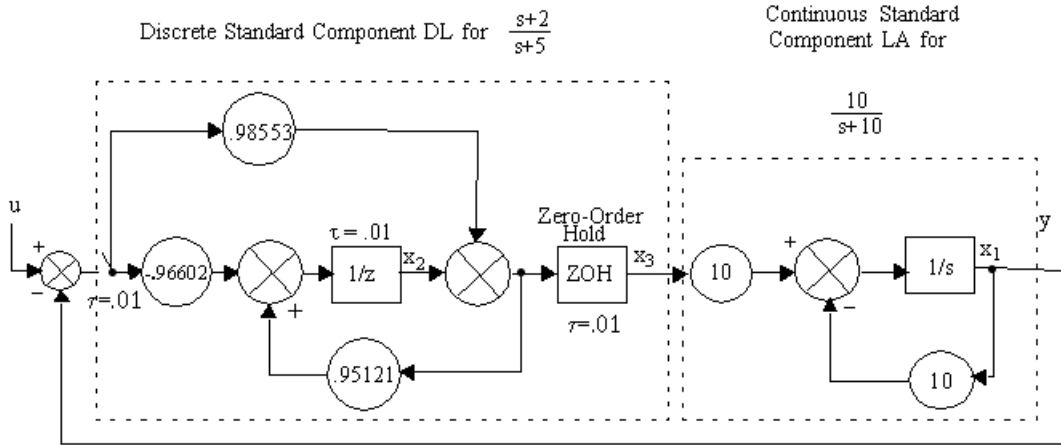 Discrete Standard Component DL for s+2
s+5
Continuous Standard
Component LA for
10
s+10
.98553
u
+
−
τ=.01
-.96602
+
τ = .01
1/z
x2
.95121
Zero-Order
Hold
ZOH
τ=.01
x3
10
+
−
1/s
x1
10
y